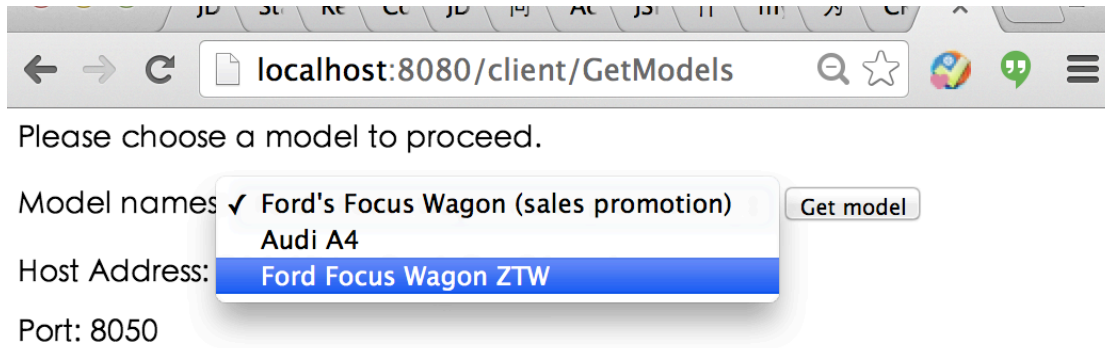 localhost:8080/client/GetModels
Please choose a model to proceed.
Model names ✓ Ford's Focus Wagon (sales promotion) Get model
Audi A4
Host Address: Ford Focus Wagon ZTW
Port: 8050